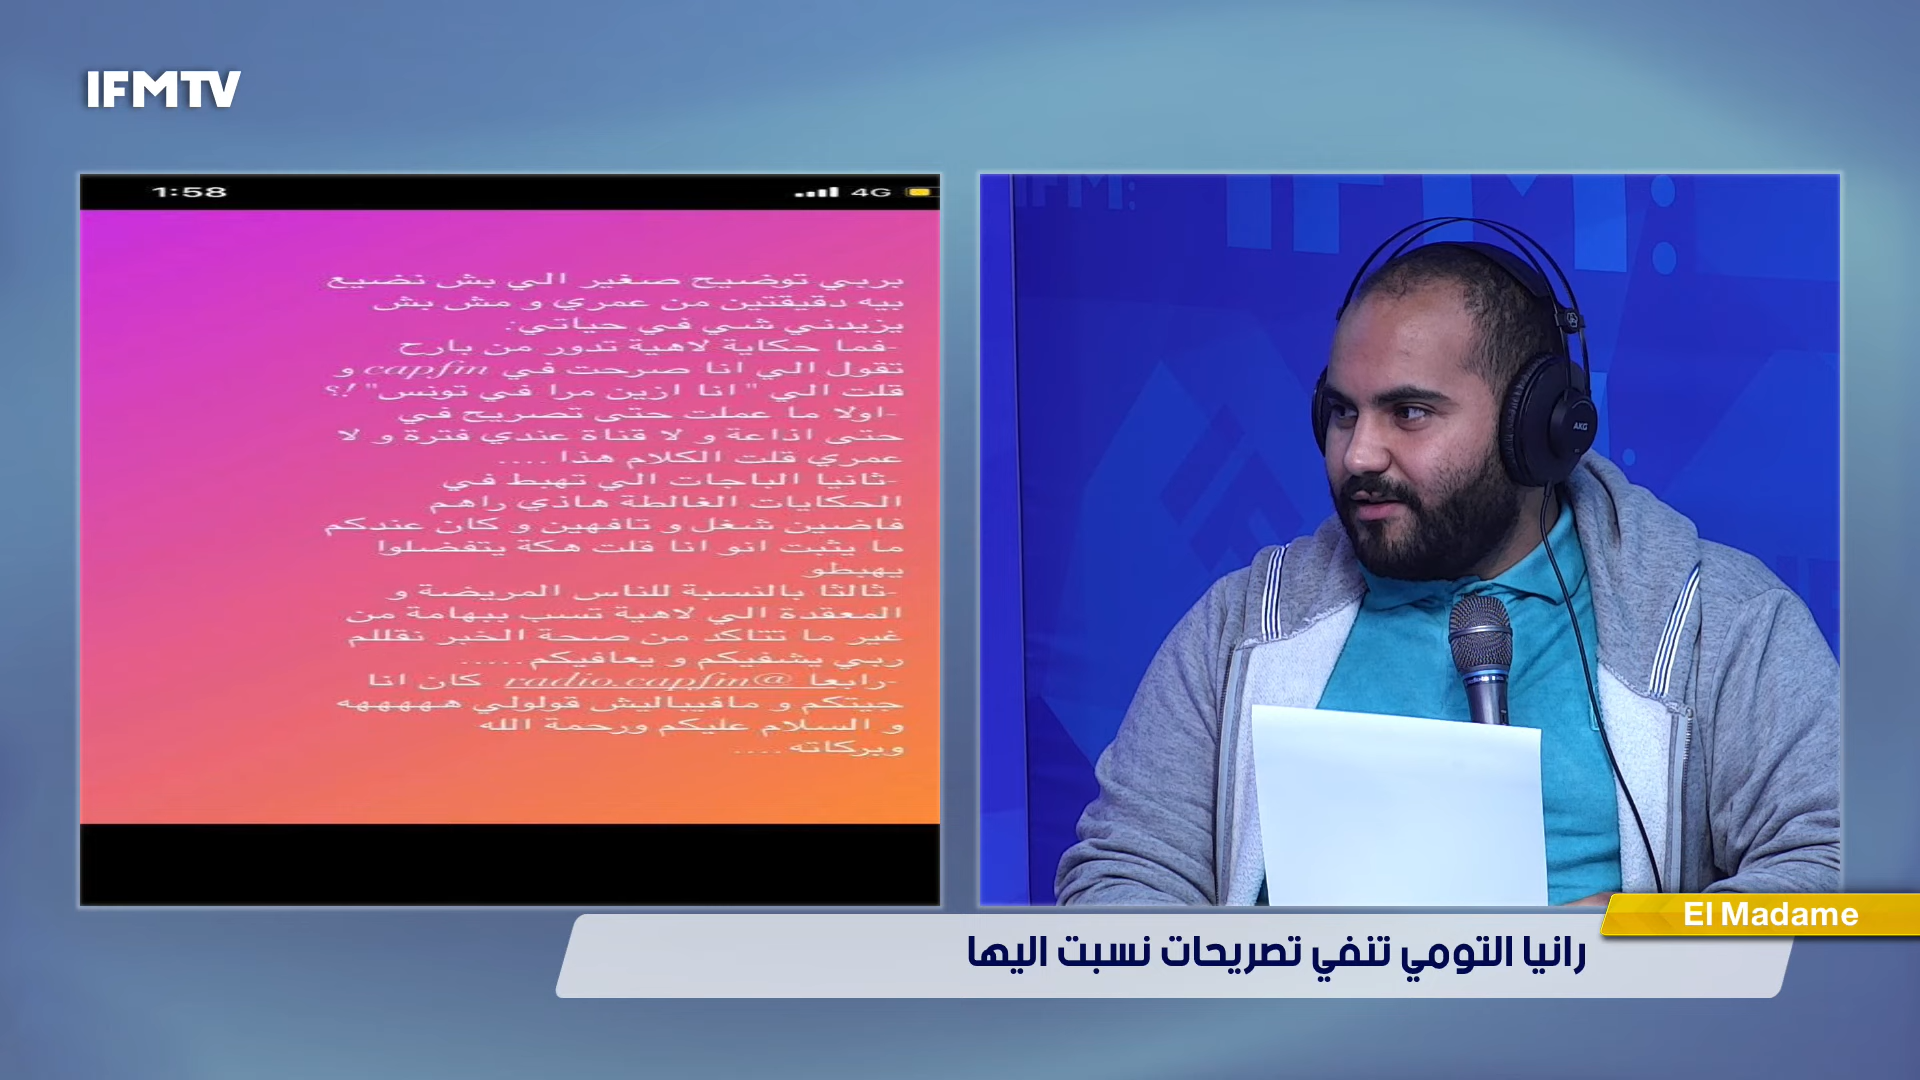 IFMTV
1:58
4G
بربي توضيح صغير الي بش نضيع
بيه دقيقتين من عمري و مش بش
يزيدني شي في حياتي:
-فما حكاية لاهية تدور من بارح
تقول الي انا صرحت في capfm و
قلت الي " انا ازين مرا في تونس" !؟
-اولا ما عملت حتى تصريح في
حتى اذاعة و لا قناة عندي فترة و لا
عمري قلت الكلام هذا ....
-ثانيا الباجات الي تهبط في
الحكايات الغالطة هاذي راهم
فاضين شغل و تافهين و كان عندكم
ما يثبت انو انا قلت هكة يتفضلوا
يهبطو
-ثالثا بالنسبة للناس المريضة و
المعقدة الي لاهية تسب ببهامة من
غير ما تتاكد من صحة الخبر نقللم
ربي يشفيكم و يعافيكم .....
-رابعا @radio.capfm كان انا
جيتكم و مافيباليش قولولي هههههه
و السلام عليكم ورحمة الله
وبركاته ....
IFM:
AKG
El Madame
رانيا التومي تنفي تصريحات نسبت اليها